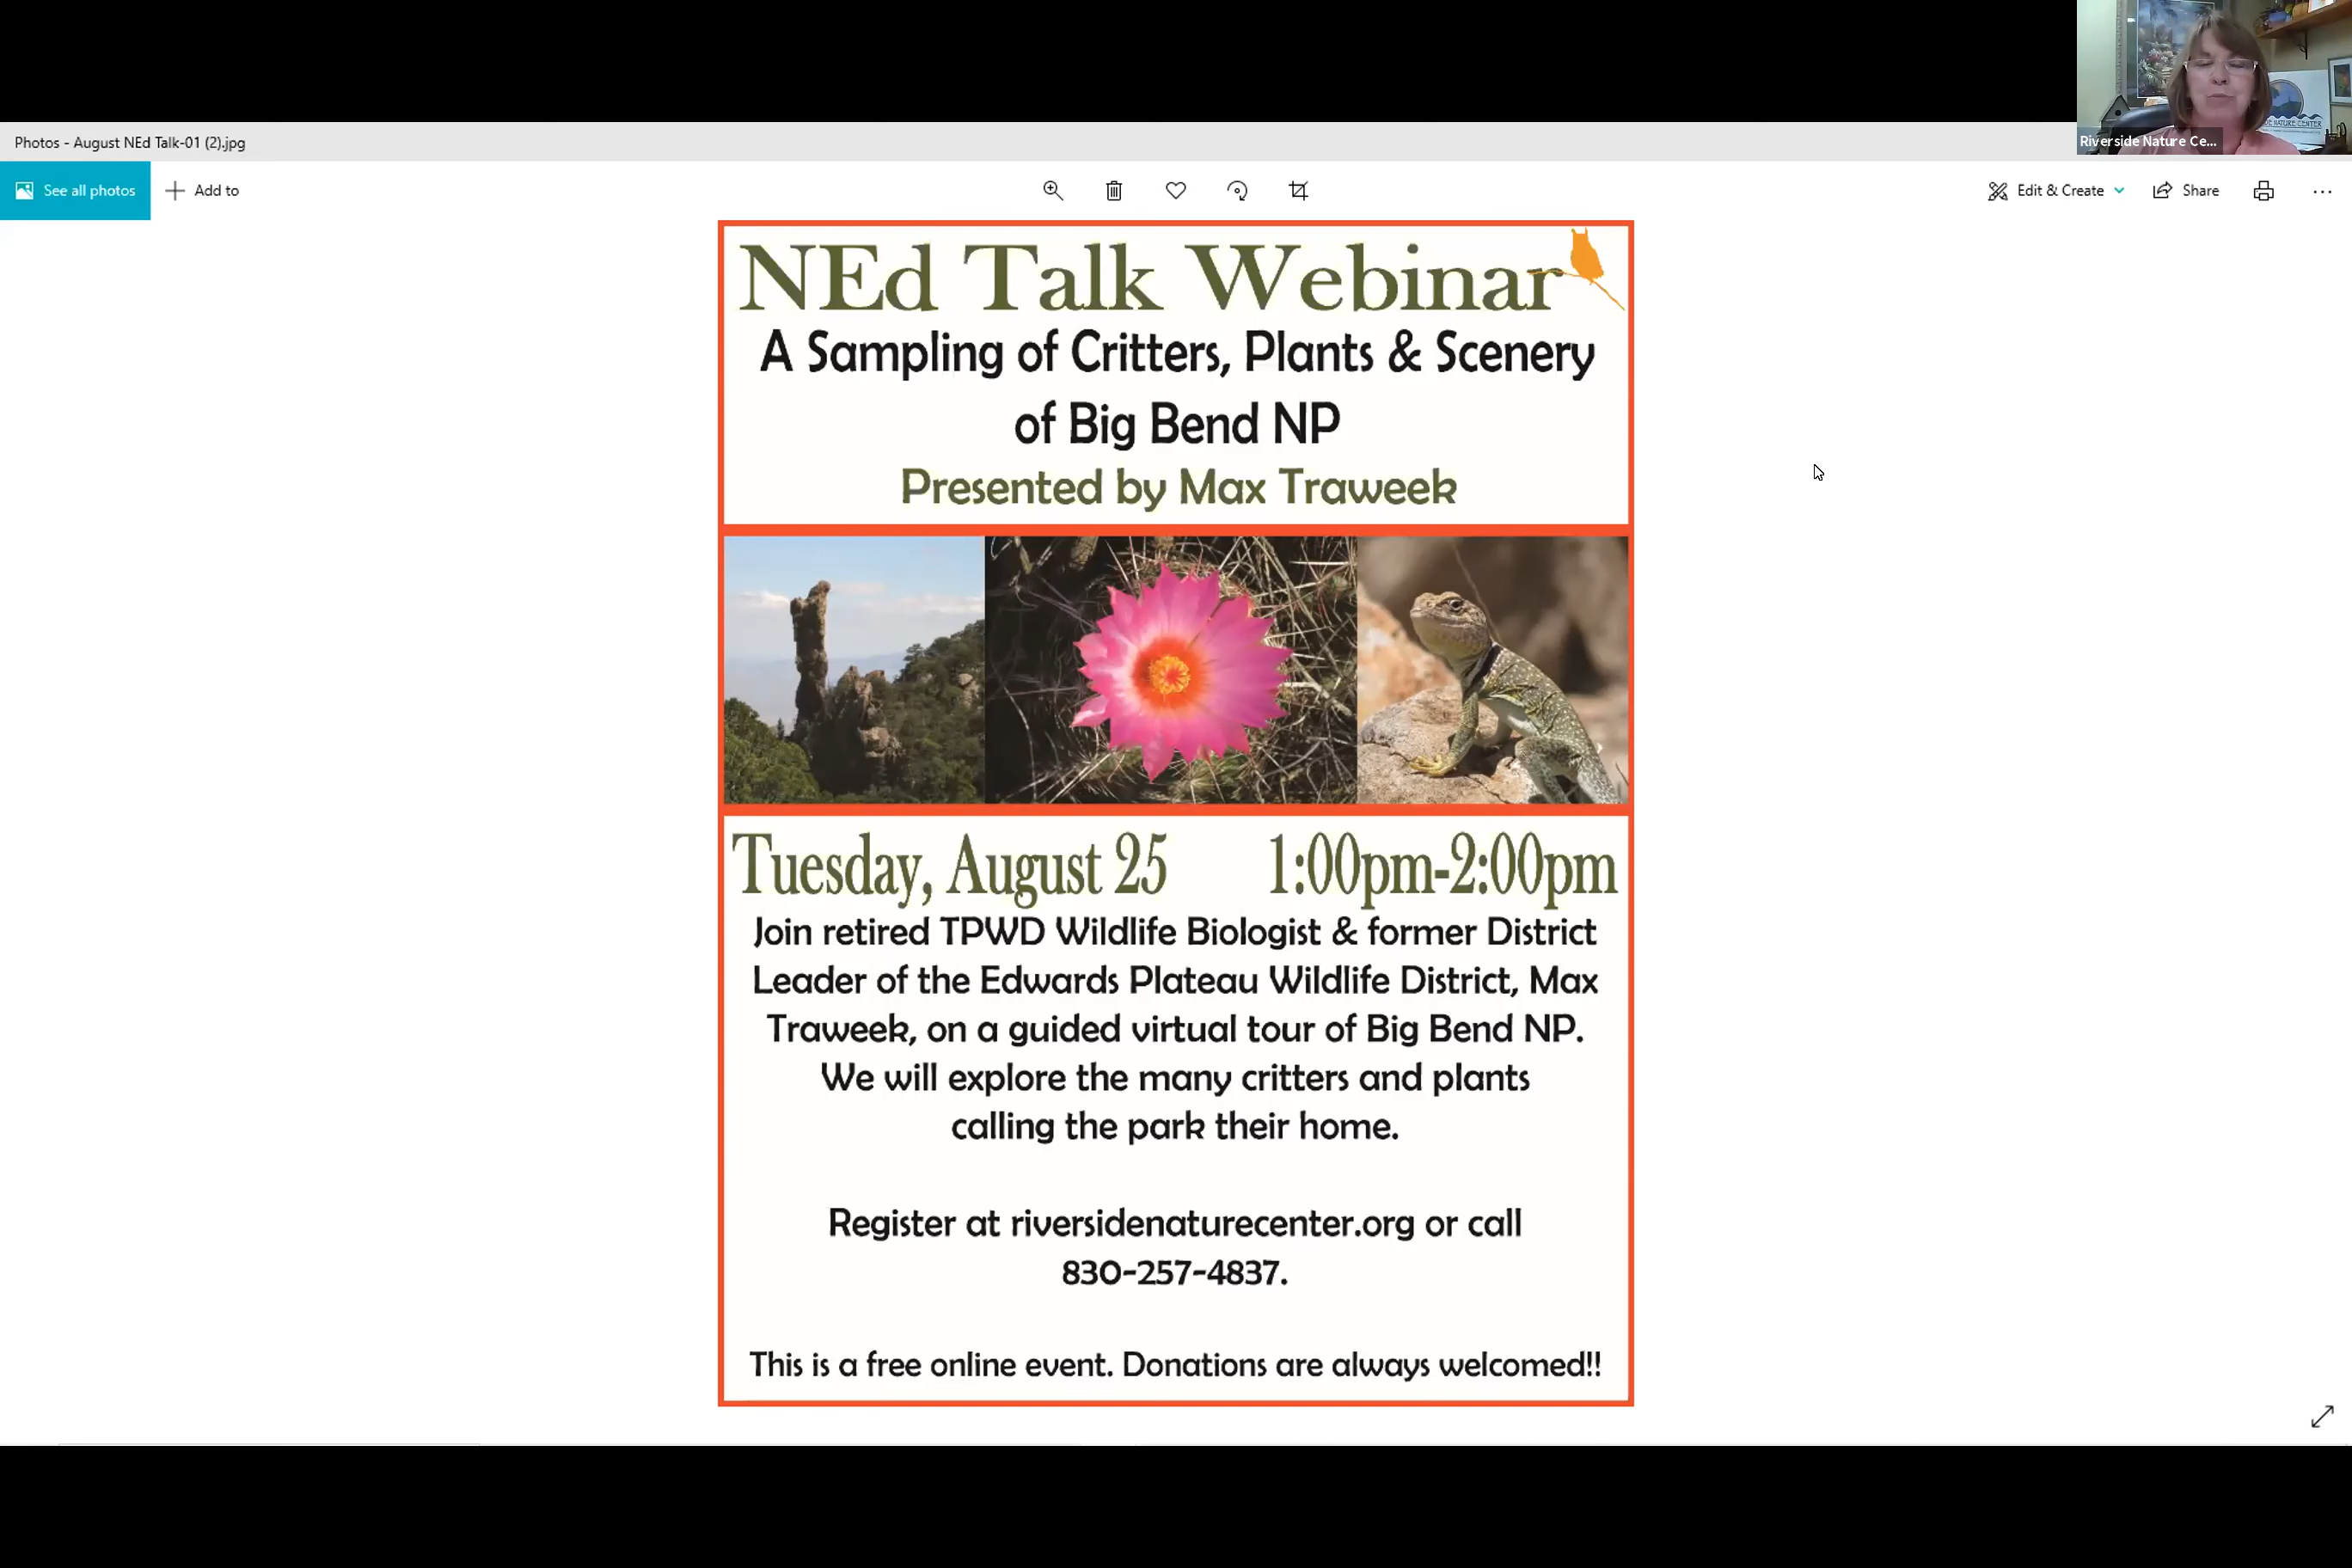 Riverside Nature Ce...
NATURE CENTER
Photos - August NEd Talk-01 (2).jpg
See all photos
Add to
Edit & Create
Share
NEd Talk Webinar
A Sampling of Critters, Plants & Scenery
of Big Bend NP
Presented by Max Traweek
Tuesday, August 25 1:00pm-2:00pm
Join retired TPWD Wildlife Biologist & former District
Leader of the Edwards Plateau Wildlife District, Max
Traweek, on a guided virtual tour of Big Bend NP.
We will explore the many critters and plants
calling the park their home.
Register at riversidenaturecenter.org or call
830-257-4837.
This is a free online event. Donations are always welcomed!!